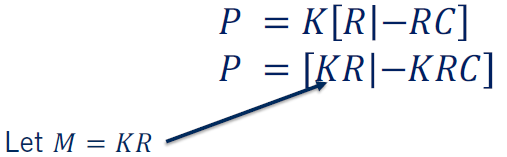 P = K[R|−RC]
P = [KR|−KRC]
Let M = KR